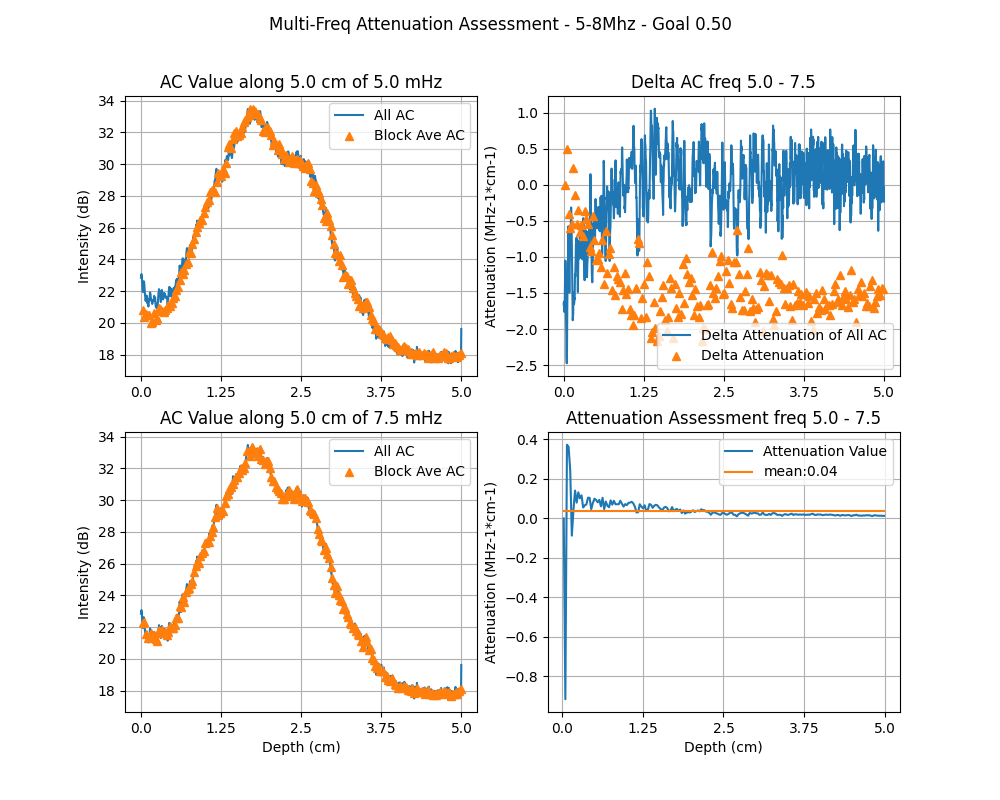 Multi-Freq Attenuation Assessment - 5-8Mhz - Goal 0.50
AC Value along 5.0 cm of 5.0 mHz
Intensity (dB)
34
32
30
28
26
24
22
20
18
0.0 1.25 2.5 3.75 5.0
All AC
Block Ave AC
Delta AC freq 5.0 - 7.5
Attenuation (MHz-1*cm-1)
1.0
0.5
0.0
−0.5
−1.0
−1.5
−2.0
−2.5
0.0 1.25 2.5 3.75 5.0
Delta Attenuation of All AC
Delta Attenuation
AC Value along 5.0 cm of 7.5 mHz
Intensity (dB)
34
32
30
28
26
24
22
20
18
0.0 1.25 2.5 3.75 5.0
Depth (cm)
All AC
Block Ave AC
Attenuation Assessment freq 5.0 - 7.5
Attenuation (MHz-1*cm-1)
0.4
0.2
0.0
−0.2
−0.4
−0.6
−0.8
0.0 1.25 2.5 3.75 5.0
Depth (cm)
Attenuation Value
mean:0.04